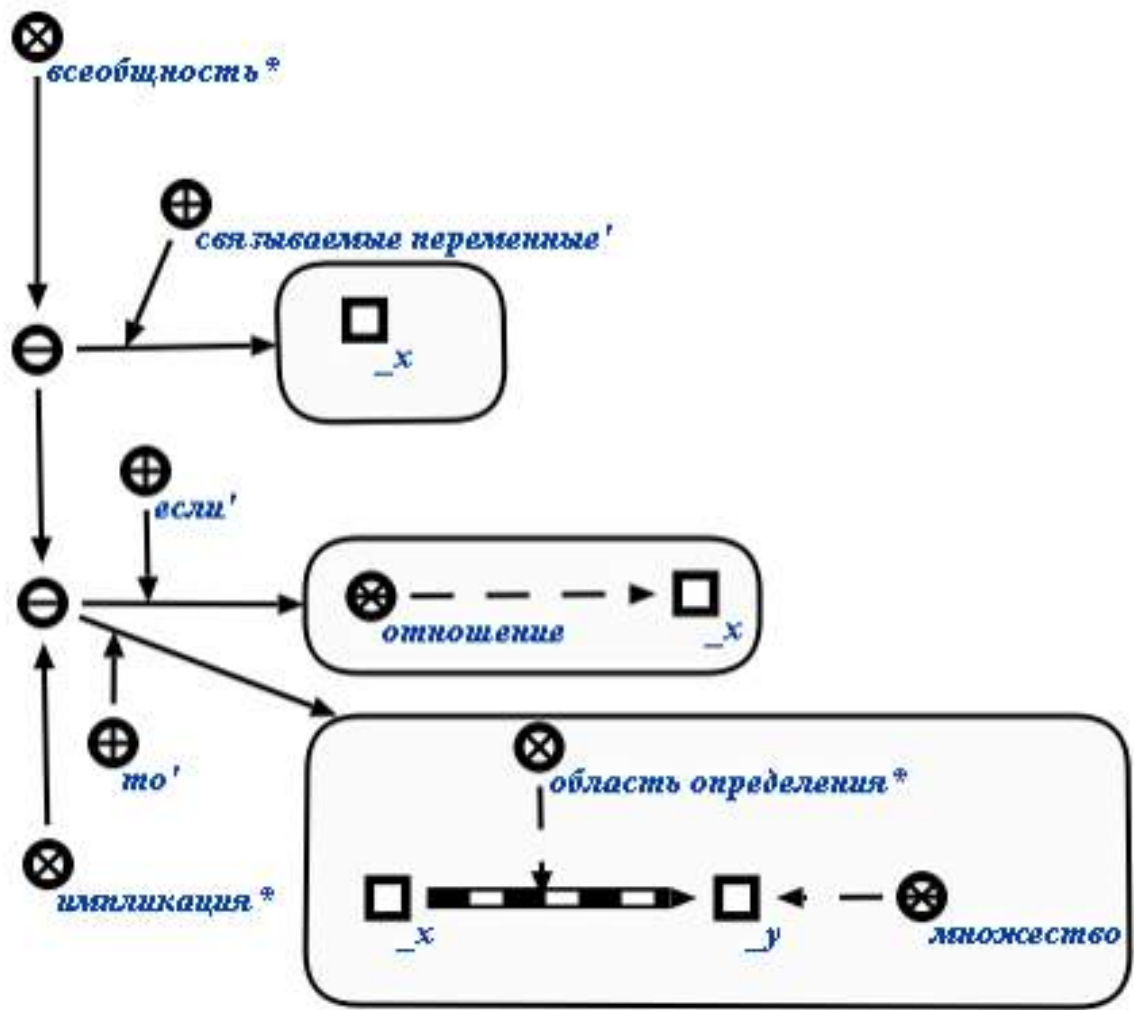 всеобщность*
связываемые переменные'
_x
если'
отношение
_x
то'
область определения*
импликация*
_x
_y
множество